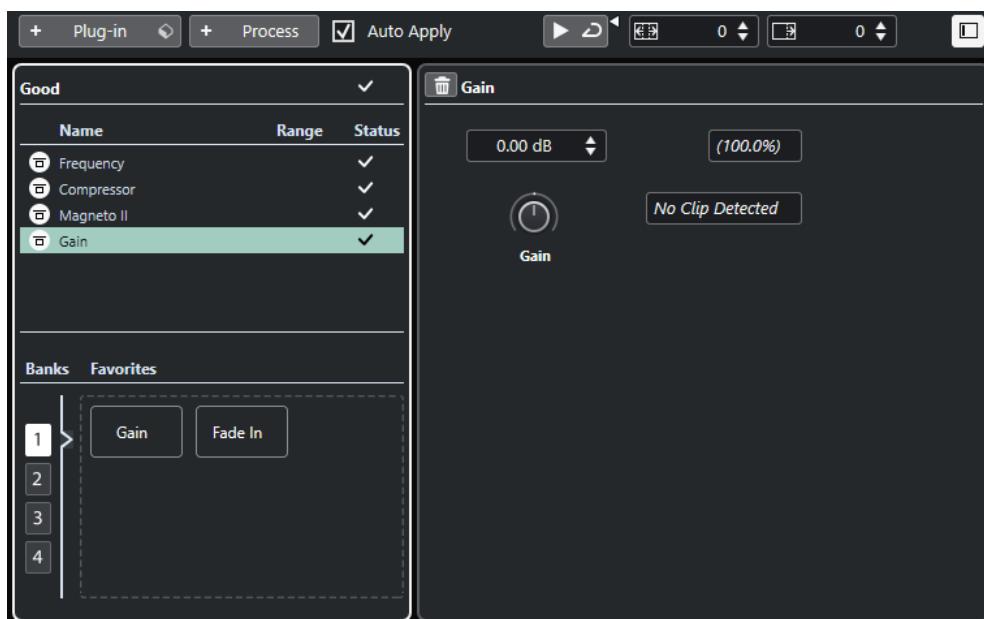 + Plug-in + Process Auto Apply 0 0
Good
Name Range Status
Frequency
Compressor
Magneto II
Gain
Banks Favorites
1
2
3
4
Gain Fade In
Gain
0.00 dB (100.0%)
No Clip Detected
Gain